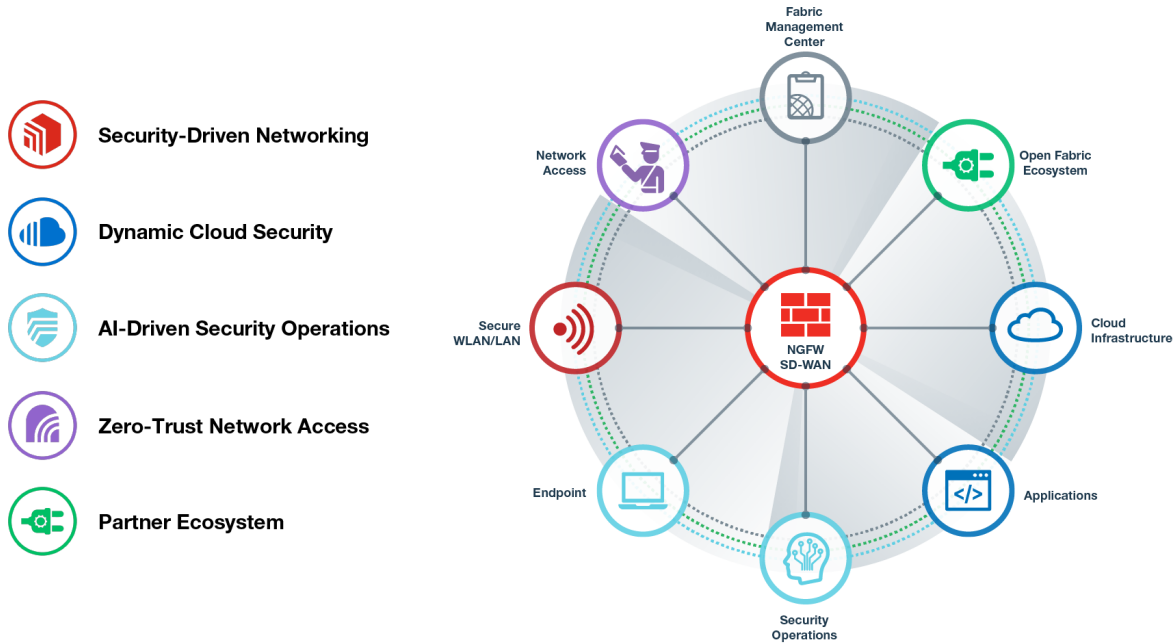 Security-Driven Networking
Dynamic Cloud Security
AI-Driven Security Operations
Zero-Trust Network Access
Partner Ecosystem
Fabric
Management
Center
Network
Access
Open Fabric
Ecosystem
Secure
WLAN/LAN
NGFW
SD-WAN
Cloud
Infrastructure
Endpoint
</>
Applications
Security
Operations